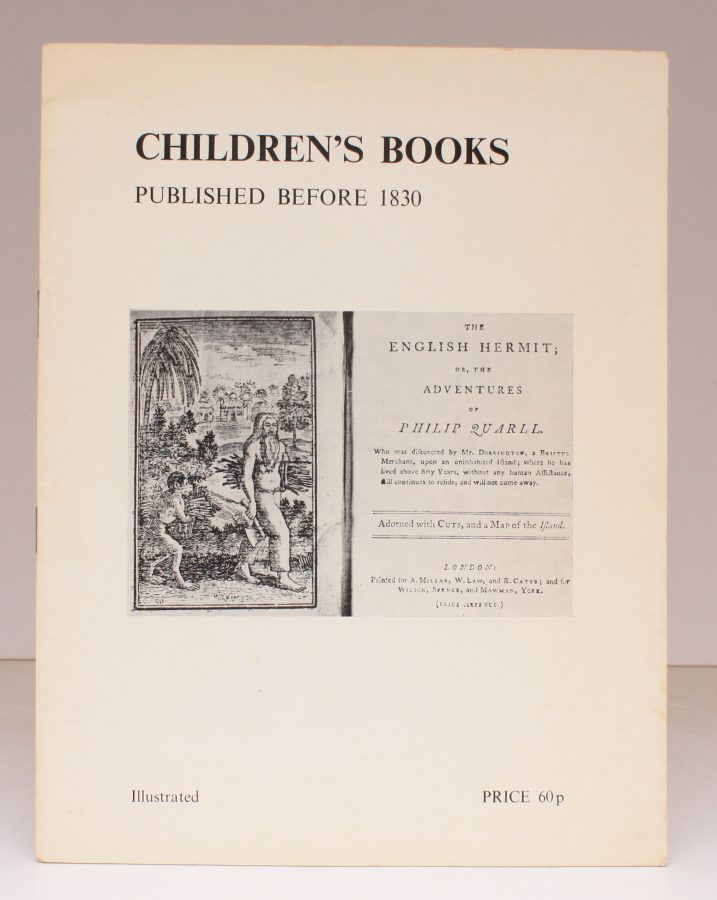 CHILDREN'S BOOKS
PUBLISHED BEFORE 1830
THE
ENGLISH HERMIT;
OR, THE
ADVENTURES
OF
PHILIP QUARLL.
Who was diſcovered by Mr. DORRINGTON, a BRISTOL
Merchant, upon an uninhabited Iſland; where he has
lived above fifty Years, without any human Aſſiſtance,
ſtill continues to reſide, and will not come away.
Adorned with CUTS, and a MAP of the Iſland.
LONDON:
Printed for A. MILLAR, W. LAW, and R. CATER; and for
WILSON, SPENCE, and MAWMAN, YORK.
(PRICE SIXPENCE.)
Illustrated
PRICE 60p